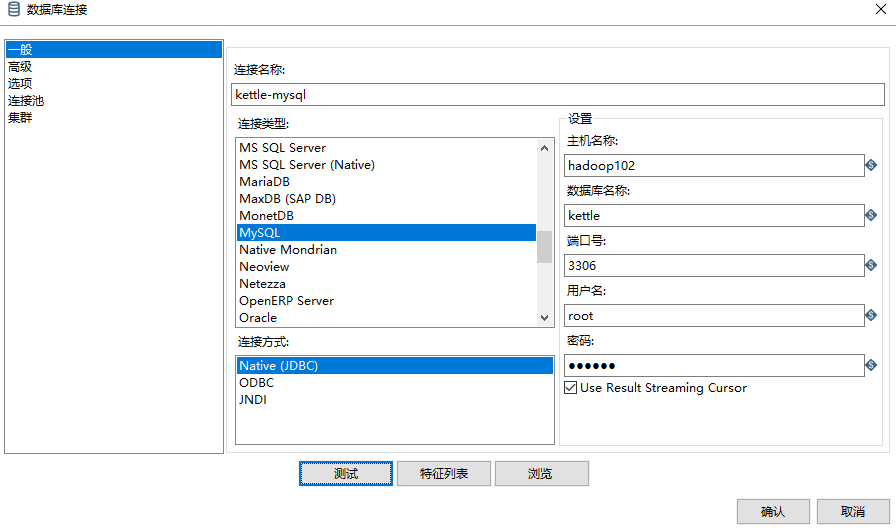 数据库连接
一般
高级
选项
连接池
集群
连接名称:
kettle-mysql
连接类型:
MS SQL Server
MS SQL Server (Native)
MariaDB
MaxDB (SAP DB)
MonetDB
MySQL
Native Mondrian
Neoview
Netezza
OpenERP Server
Oracle
连接方式:
Native (JDBC)
ODBC
JNDI
设置
主机名称:
hadoop102
数据库名称:
kettle
端口号:
3306
用户名:
root
密码:
●●●●●●
Use Result Streaming Cursor
测试
特征列表
浏览
确认
取消